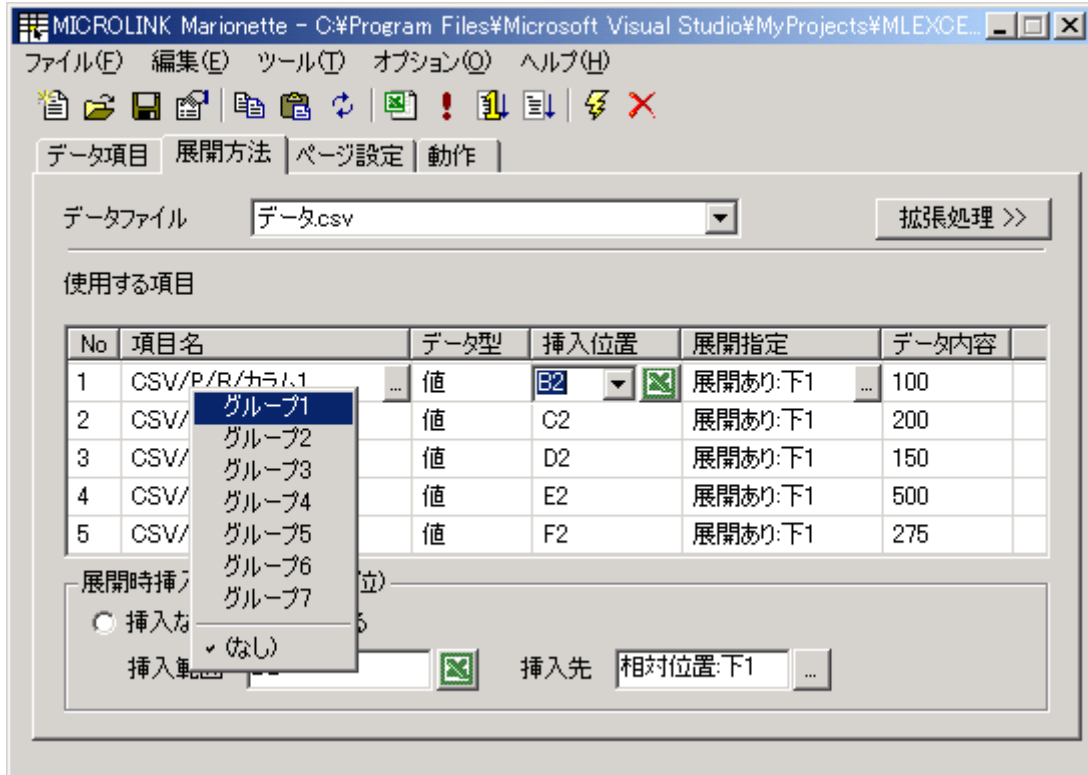 MICROLINK Marionette - C:¥Program Files¥Microsoft Visual Studio¥MyProjects¥MLEXCE...
ファイル(F) 編集(E) ツール(T) オプション(O) ヘルプ(H)
データ項目 展開方法 ページ設定 動作
データファイル データ.csv 拡張処理 >>
使用する項目
No 項目名 データ型 挿入位置 展開指定 データ内容
1 CSV/P/R/カラム1 ... 値 B2 展開あり:下1 ... 100
2 CSV/ 値 C2 展開あり:下1 200
3 CSV/ 値 D2 展開あり:下1 150
4 CSV/ 値 E2 展開あり:下1 500
5 CSV/ 値 F2 展開あり:下1 275
グループ1
グループ2
グループ3
グループ4
グループ5
グループ6
グループ7
(なし)
展開時挿 位)
挿入な る
挿入範 挿入先 相対位置:下1 ...